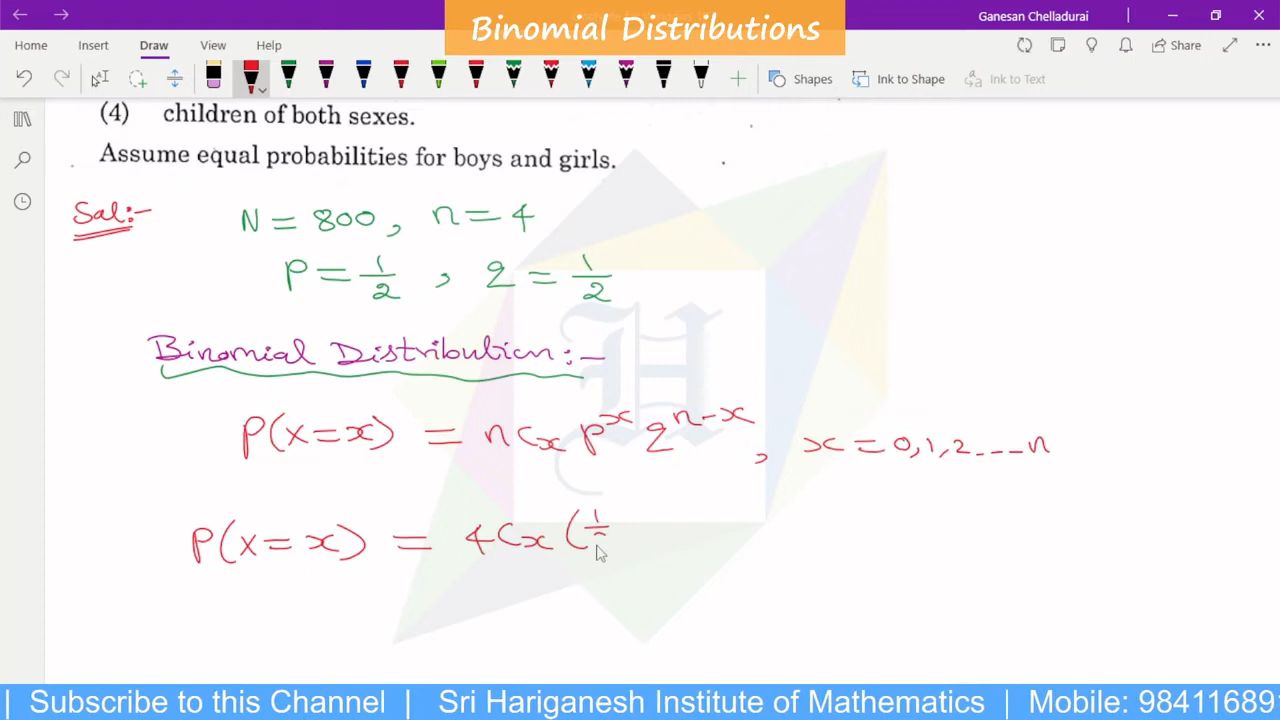 Binomial Distributions
Ganesan Chelladurai
Home Insert Draw View Help
Share
Shapes Ink to Shape Ink to Text
(4) children of both sexes.
Assume equal probabilities for boys and girls.
Sol:-
N = 800, n = 4
P = 1/2, q = 1/2
Binomial Distribution:-
P(X=x) = nCx p^x q^n-x, x = 0,1,2---n
P(X=x) = 4Cx (1/
| Subscribe to this Channel | Sri Hariganesh Institute of Mathematics | Mobile: 98411689